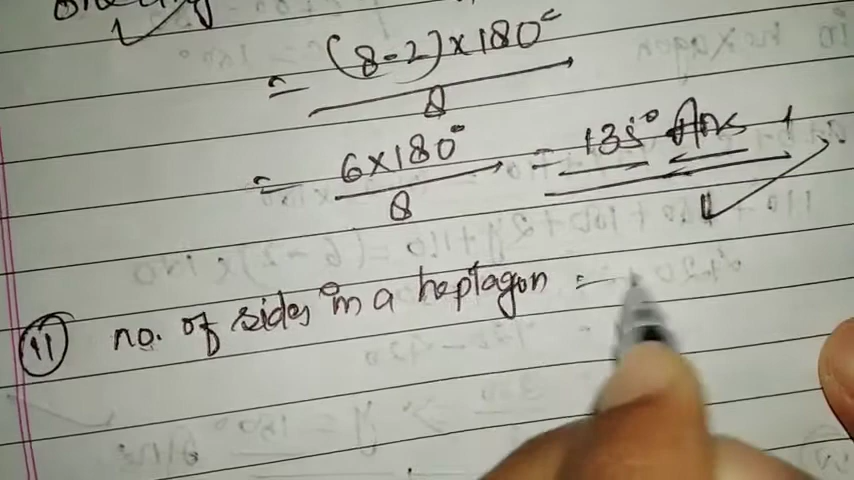 = (8-2)×180°
8
= 6×180° = 135° Ans
8
11 no. of sides in a heptagon =